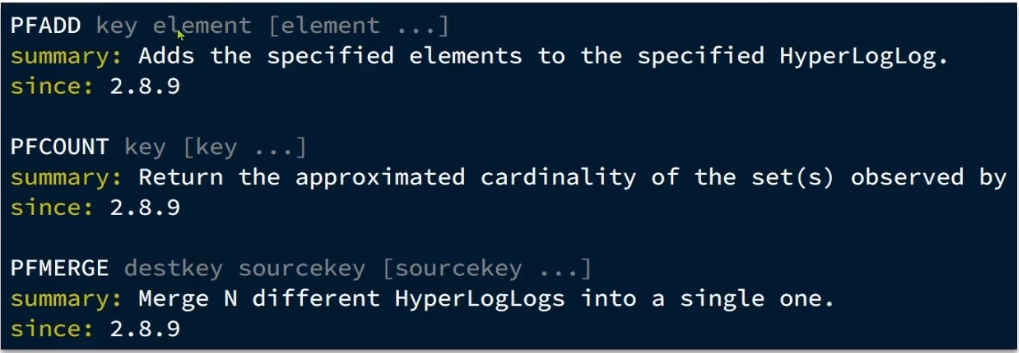 PFADD key element [element ...]
summary: Adds the specified elements to the specified HyperLogLog.
since: 2.8.9
PFCOUNT key [key ...]
summary: Return the approximated cardinality of the set(s) observed by
since: 2.8.9
PFMERGE destkey sourcekey [sourcekey ...]
summary: Merge N different HyperLogLogs into a single one.
since: 2.8.9